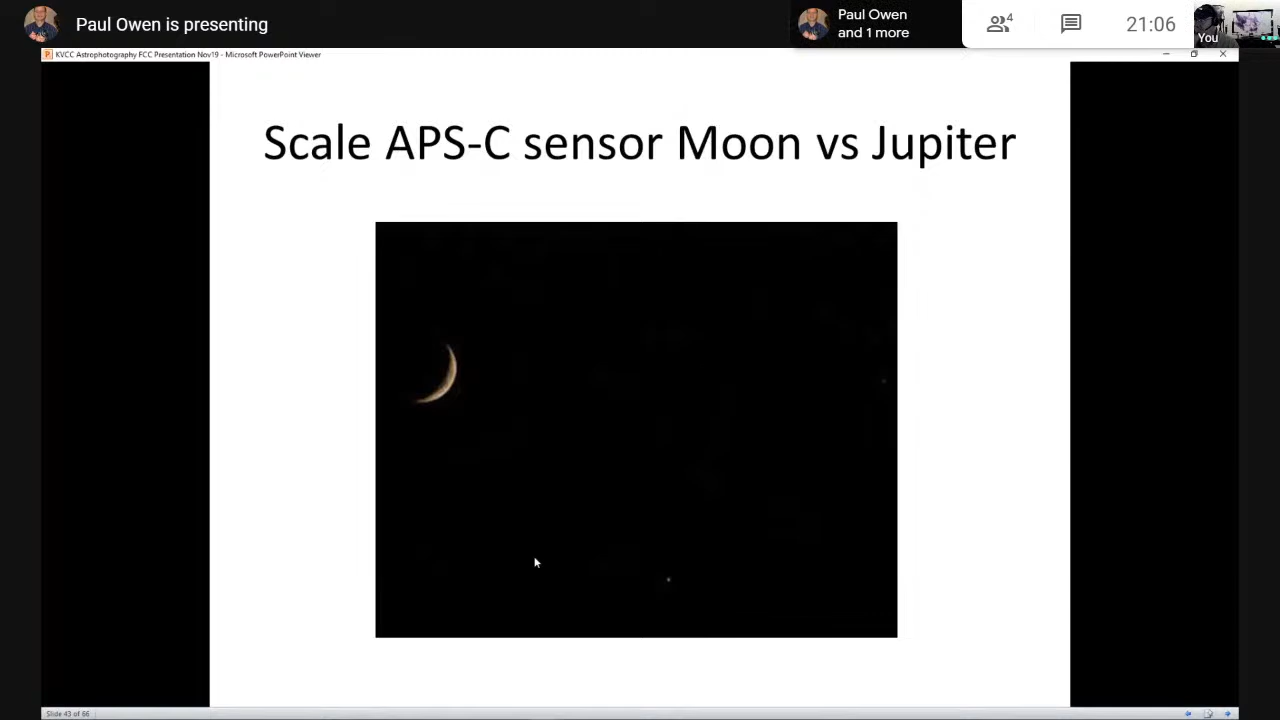 Paul Owen is presenting
Paul Owen
and 1 more
4
21:06
You
KVCC Astrophotography FCC Presentation Nov19 - Microsoft PowerPoint Viewer
Scale APS-C sensor Moon vs Jupiter
Slide 43 of 66